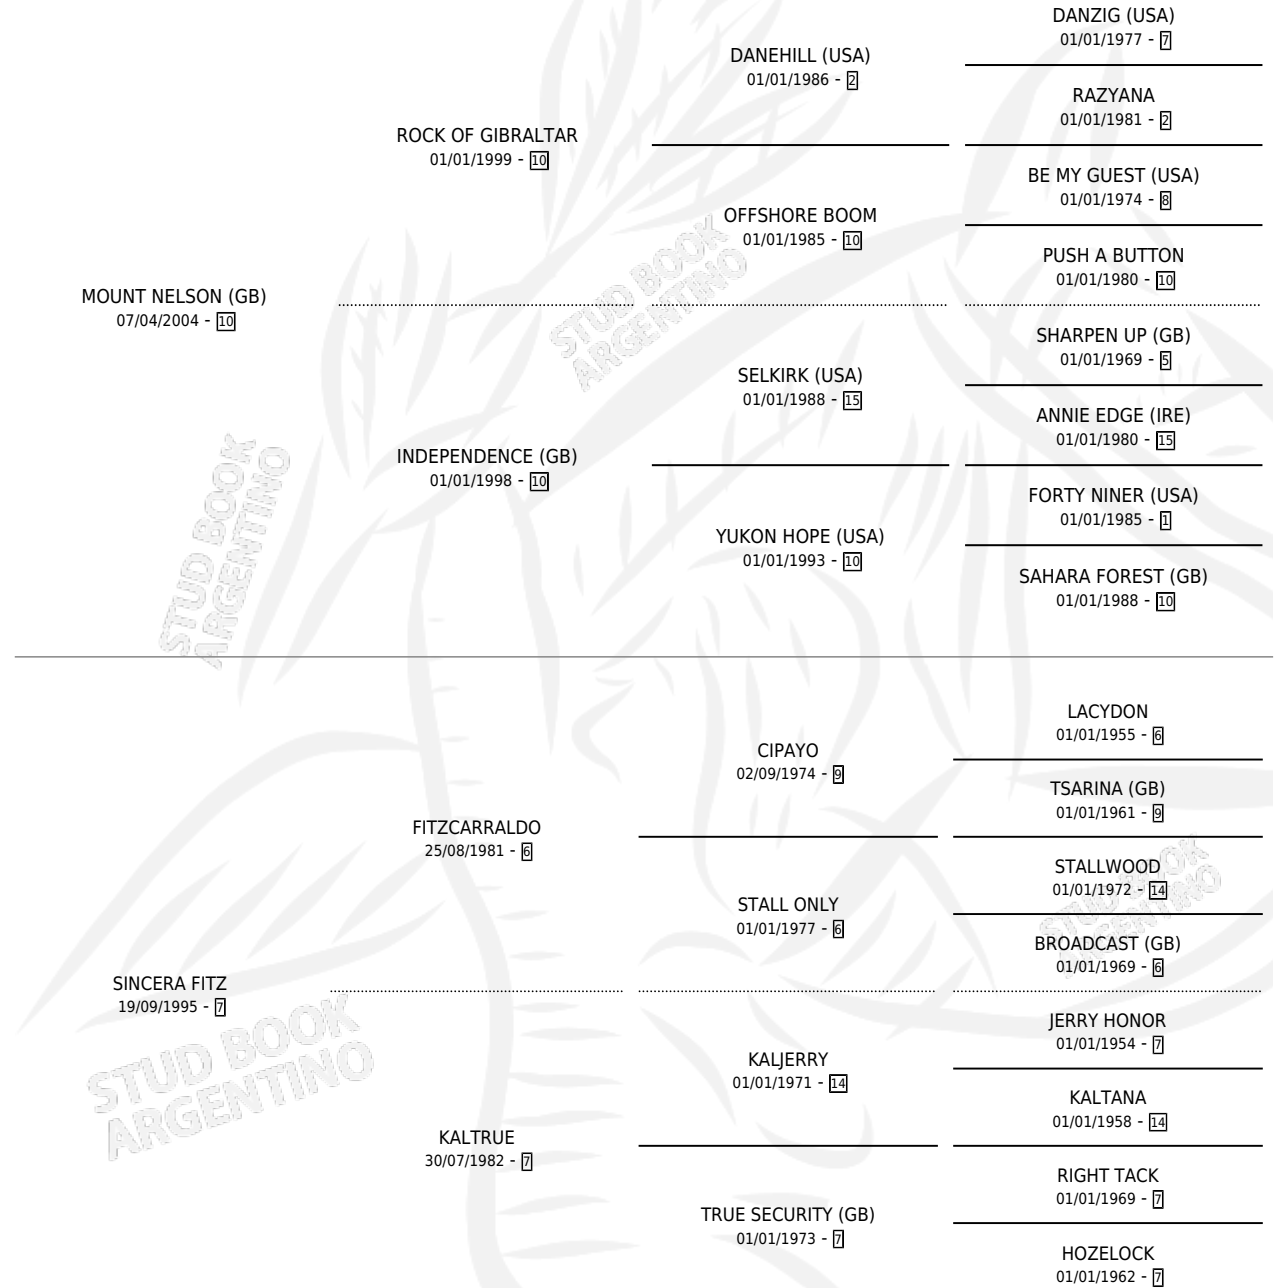 DANZIG (USA)
01/01/1977 - 7
DANEHILL (USA)
01/01/1986 - 2
RAZYANA
01/01/1981 - 2
ROCK OF GIBRALTAR
01/01/1999 - 10
BE MY GUEST (USA)
01/01/1974 - 8
OFFSHORE BOOM
01/01/1985 - 10
PUSH A BUTTON
01/01/1980 - 10
MOUNT NELSON (GB)
07/04/2004 - 10
STUD BOOK
ARGENTINO
SHARPEN UP (GB)
01/01/1969 - 5
SELKIRK (USA)
01/01/1988 - 15
ANNIE EDGE (IRE)
01/01/1980 - 15
INDEPENDENCE (GB)
01/01/1998 - 10
FORTY NINER (USA)
01/01/1985 - 1
YUKON HOPE (USA)
01/01/1993 - 10
SAHARA FOREST (GB)
01/01/1988 - 10
STUD BOOK
ARGENTINO
LACYDON
01/01/1955 - 6
CIPAYO
02/09/1974 - 9
TSARINA (GB)
01/01/1961 - 9
FITZCARRALDO
25/08/1981 - 6
STALLWOOD
01/01/1972 - 14
STALL ONLY
01/01/1977 - 6
BROADCAST (GB)
01/01/1969 - 6
STUD BOOK
ARGENTINO
SINCERA FITZ
19/09/1995 - 7
JERRY HONOR
01/01/1954 - 7
KALJERRY
01/01/1971 - 14
KALTANA
01/01/1958 - 14
STUD BOOK
ARGENTINO
KALTRUE
30/07/1982 - 7
RIGHT TACK
01/01/1969 - 7
TRUE SECURITY (GB)
01/01/1973 - 7
HOZELOCK
01/01/1962 - 7